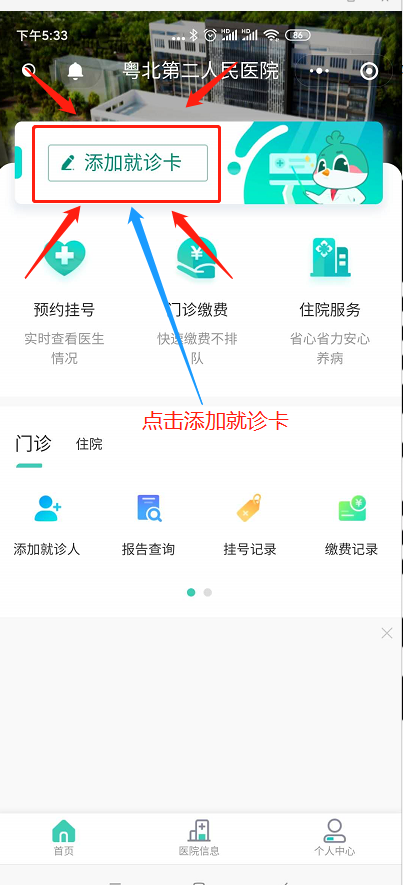 下午5:33
HD
HD
86
粤北第二人民医院
添加就诊卡
预约挂号
门诊缴费
住院服务
实时查看医生
情况
快速缴费不排
队
省心省力安心
养病
点击添加就诊卡
门诊
住院
添加就诊人
报告查询
挂号记录
缴费记录
首页
医院信息
个人中心